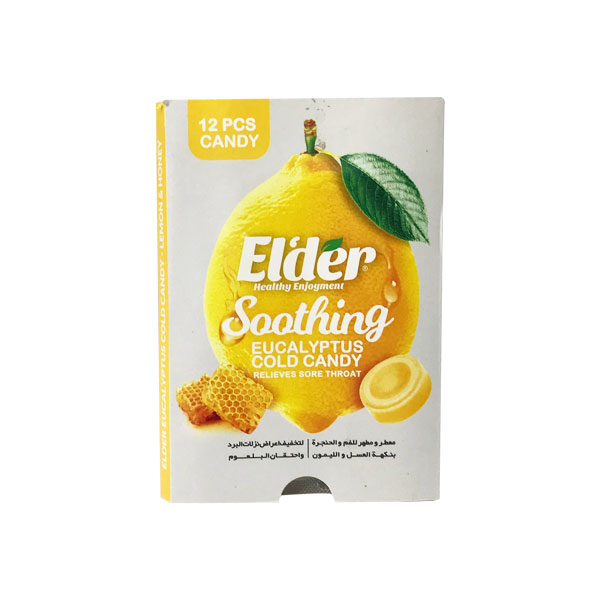 12 PCS
CANDY
Elder®
Healthy Enjoyment
Soothing
EUCALYPTUS
COLD CANDY
RELIEVES SORE THROAT
معطر و مطهر للفم و الحنجرة
بنكهة العسل و الليمون
لتخفيف اعراض نزلات البرد
واحتقان البلعوم
ELDER EUCALYPTUS COLD CANDY - LEMON & HONEY